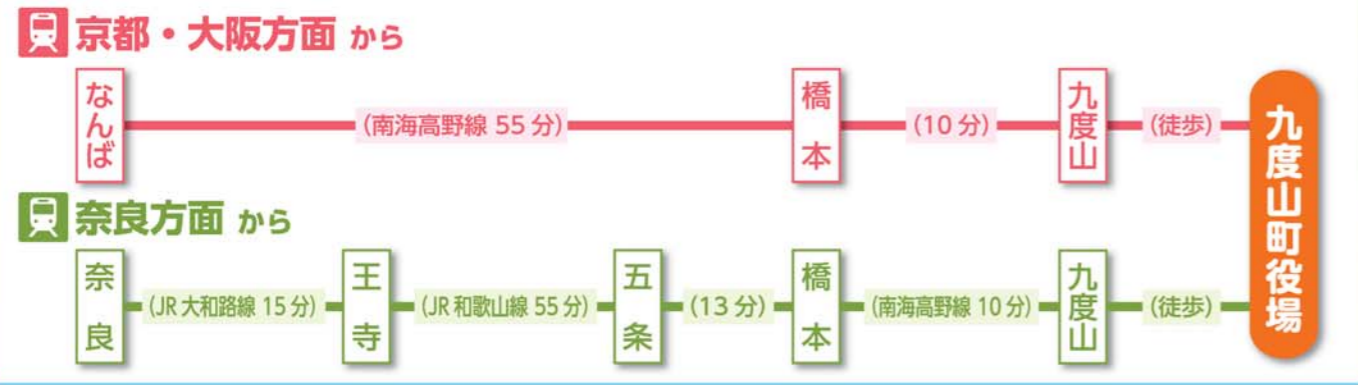 京都・大阪方面 から
なんば
(南海高野線 55 分)
橋本
(10 分)
九度山
(徒歩)
九度山町役場
奈良方面 から
奈良
(JR 大和路線 15 分)
王寺
(JR 和歌山線 55 分)
五条
(13 分)
橋本
(南海高野線 10 分)
九度山
(徒歩)